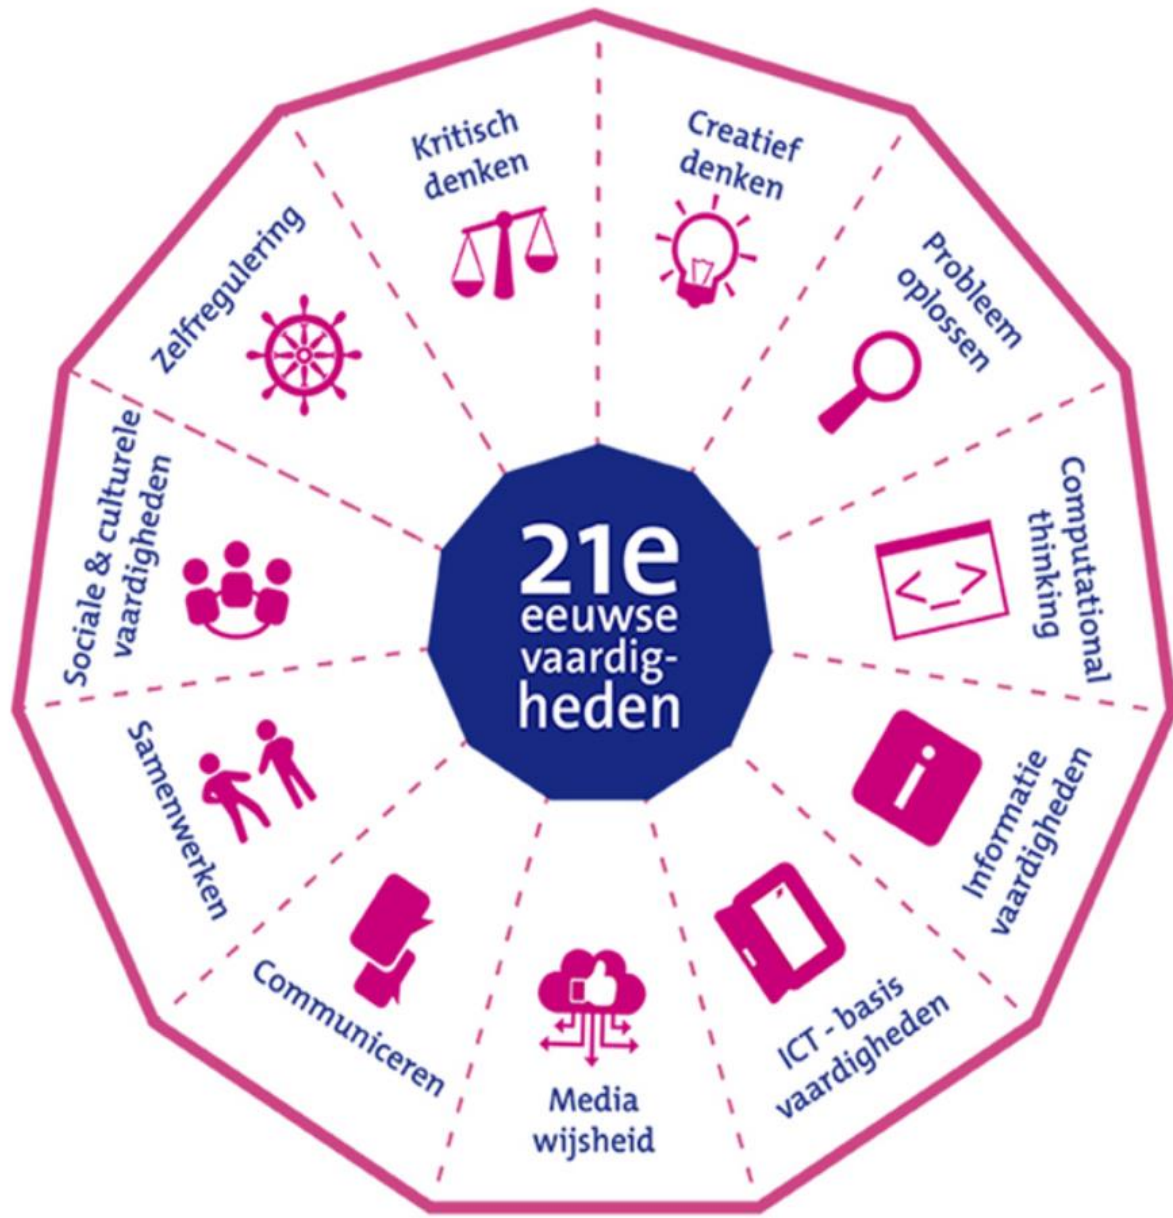 Kritisch
denken
Creatief
denken
Probleem
oplossen
Computational
thinking
Informatie
vaardigheden
ICT - basis
vaardigheden
Media
wijsheid
Communiceren
Samenwerken
Sociale & culturele
vaardigheden
Zelfregulering
21e
eeuwse
vaardig-
heden